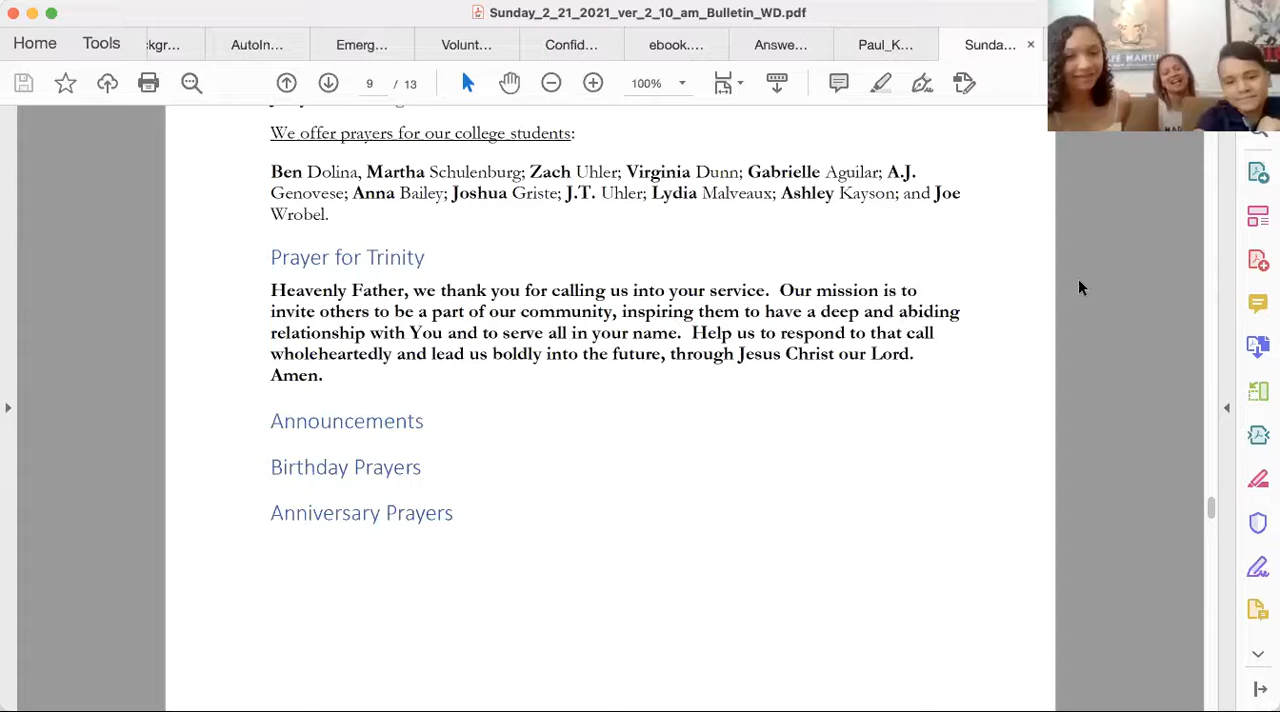 Sunday_2_21_2021_ver_2_10_am_Bulletin_WD.pdf
Home Tools kgr... AutoIn... Emerg... Volunt... Confid... ebook.... Answe... Paul_K... Sunda... ×
9 / 13 100%
We offer prayers for our college students:
Ben Dolina, Martha Schulenburg; Zach Uhler; Virginia Dunn; Gabrielle Aguilar; A.J.
Genovese; Anna Bailey; Joshua Griste; J.T. Uhler; Lydia Malveaux; Ashley Kayson; and Joe
Wrobel.
Prayer for Trinity
Heavenly Father, we thank you for calling us into your service. Our mission is to
invite others to be a part of our community, inspiring them to have a deep and abiding
relationship with You and to serve all in your name. Help us to respond to that call
wholeheartedly and lead us boldly into the future, through Jesus Christ our Lord.
Amen.
Announcements
Birthday Prayers
Anniversary Prayers